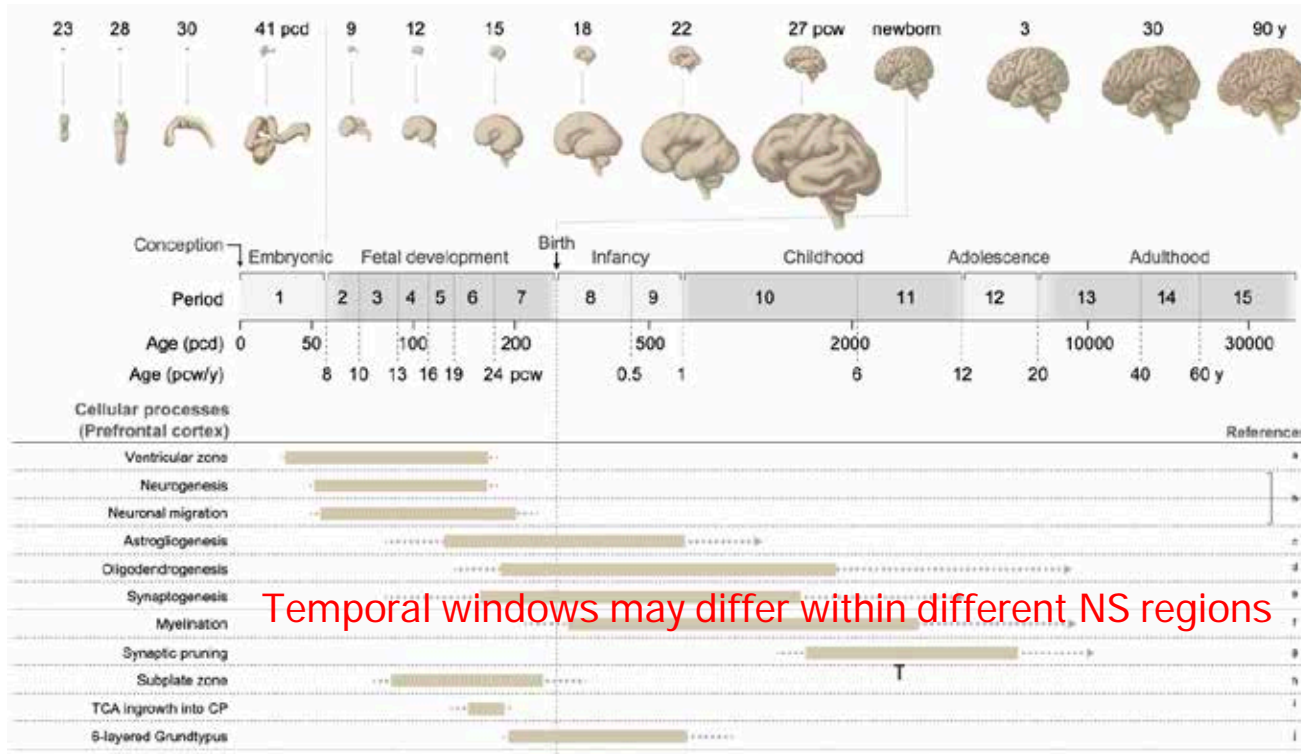 23 28 30 41 pcd 9 12 15 18 22 27 pcw newborn 3 30 90 y
Conception Embryonic Fetal development Birth Infancy Childhood Adolescence Adulthood
Period 1 2 3 4 5 6 7 8 9 10 11 12 13 14 15
Age (pcd) 0 50 100 200 500 2000 10000 30000
Age (pcw/y) 8 10 13 16 19 24 pcw 0.5 1 6 12 20 40 60 y
Cellular processes
(Prefrontal cortex) Reference
Ventricular zone a
Neurogenesis
Neuronal migration
Astrogliogenesis c
Oligodendrogenesis d
Synaptogenesis e
Temporal windows may differ within different NS regions
Myelination f
Synaptic pruning g
T
Subplate zone h
TCA ingrowth into CP i
6-layered Grundtypus j